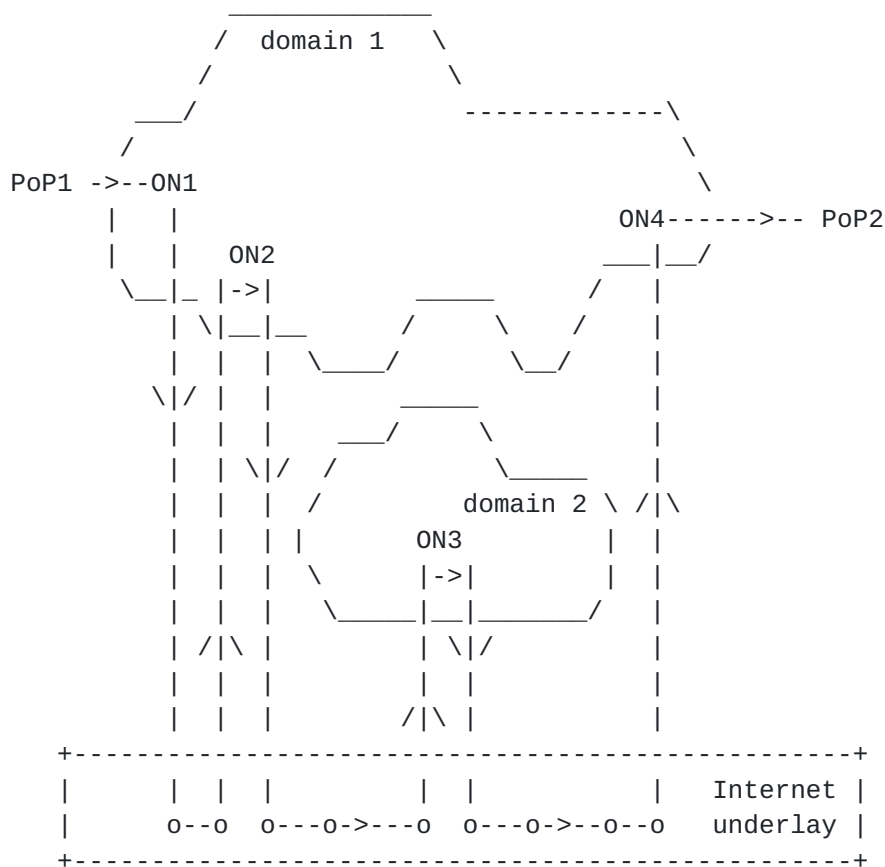 domain 1
PoP1 ->--ON1
ON4------>-- PoP2
ON2
domain 2
ON3
Internet
o--o o---o->---o o---o->--o--o underlay